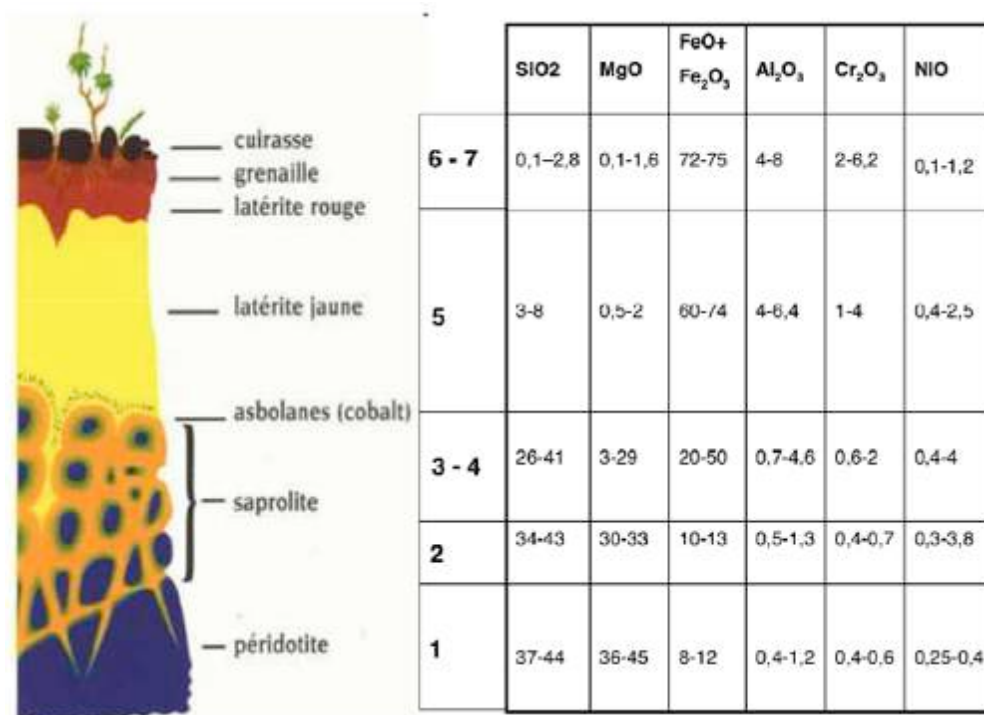 cuirasse
grenaille
latérite rouge
latérite jaune
asbolanes (cobalt)
saprolite
péridotite
SiO2 MgO FeO+ Fe₂O₃ Al₂O₃ Cr₂O₃ NiO
6 - 7 0,1–2,8 0,1-1,6 72-75 4-8 2-6,2 0,1-1,2
5 3-8 0,5-2 60-74 4-6,4 1-4 0,4-2,5
3 - 4 26-41 3-29 20-50 0,7-4,6 0,6-2 0,4-4
2 34-43 30-33 10-13 0,5-1,3 0,4-0,7 0,3-3,8
1 37-44 36-45 8-12 0,4-1,2 0,4-0,6 0,25-0,4